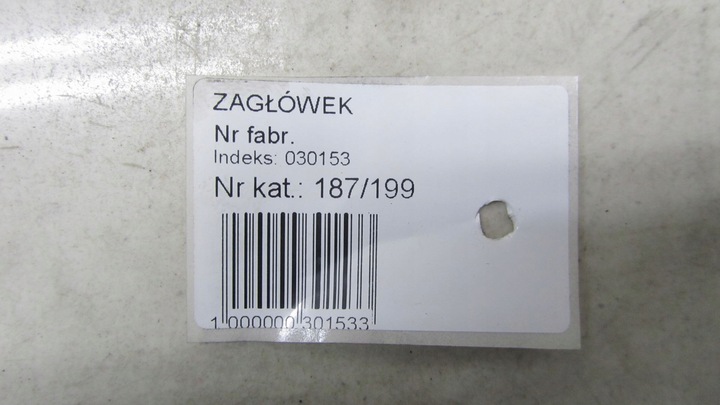 ZAGŁÓWEK
Nr fabr.
Indeks: 030153
Nr kat.: 187/199
1 000000 301533